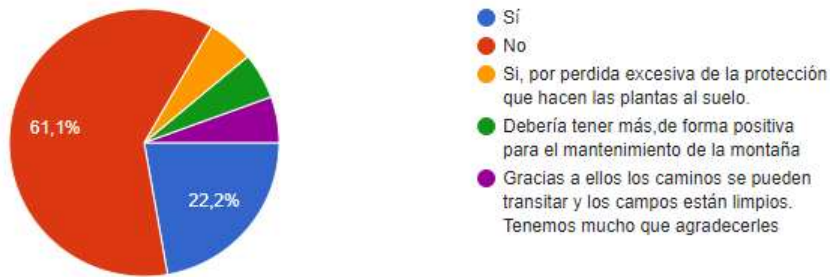 61,1%
22,2%
Sí
No
Si, por perdida excesiva de la protección
que hacen las plantas al suelo.
Debería tener más,de forma positiva
para el mantenimiento de la montaña
Gracias a ellos los caminos se pueden
transitar y los campos están limpios.
Tenemos mucho que agradecerles